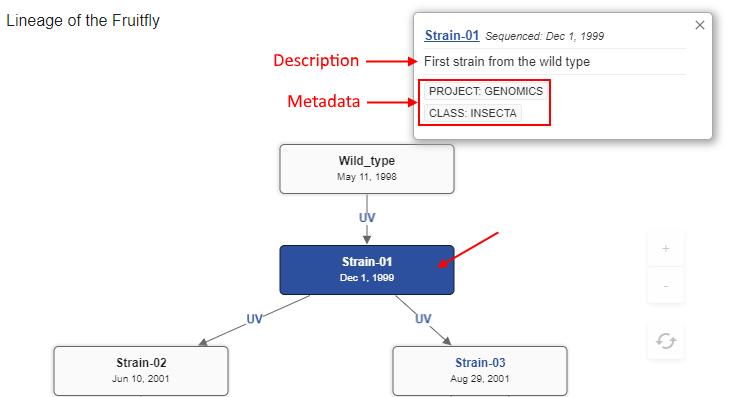 Lineage of the Fruitfly
Strain-01 Sequenced: Dec 1, 1999
Description
First strain from the wild type
Metadata
PROJECT: GENOMICS
CLASS: INSECTA
Wild_type
May 11, 1998
UV
Strain-01
Dec 1, 1999
+
-
UV
UV
Strain-02
Jun 10, 2001
Strain-03
Aug 29, 2001